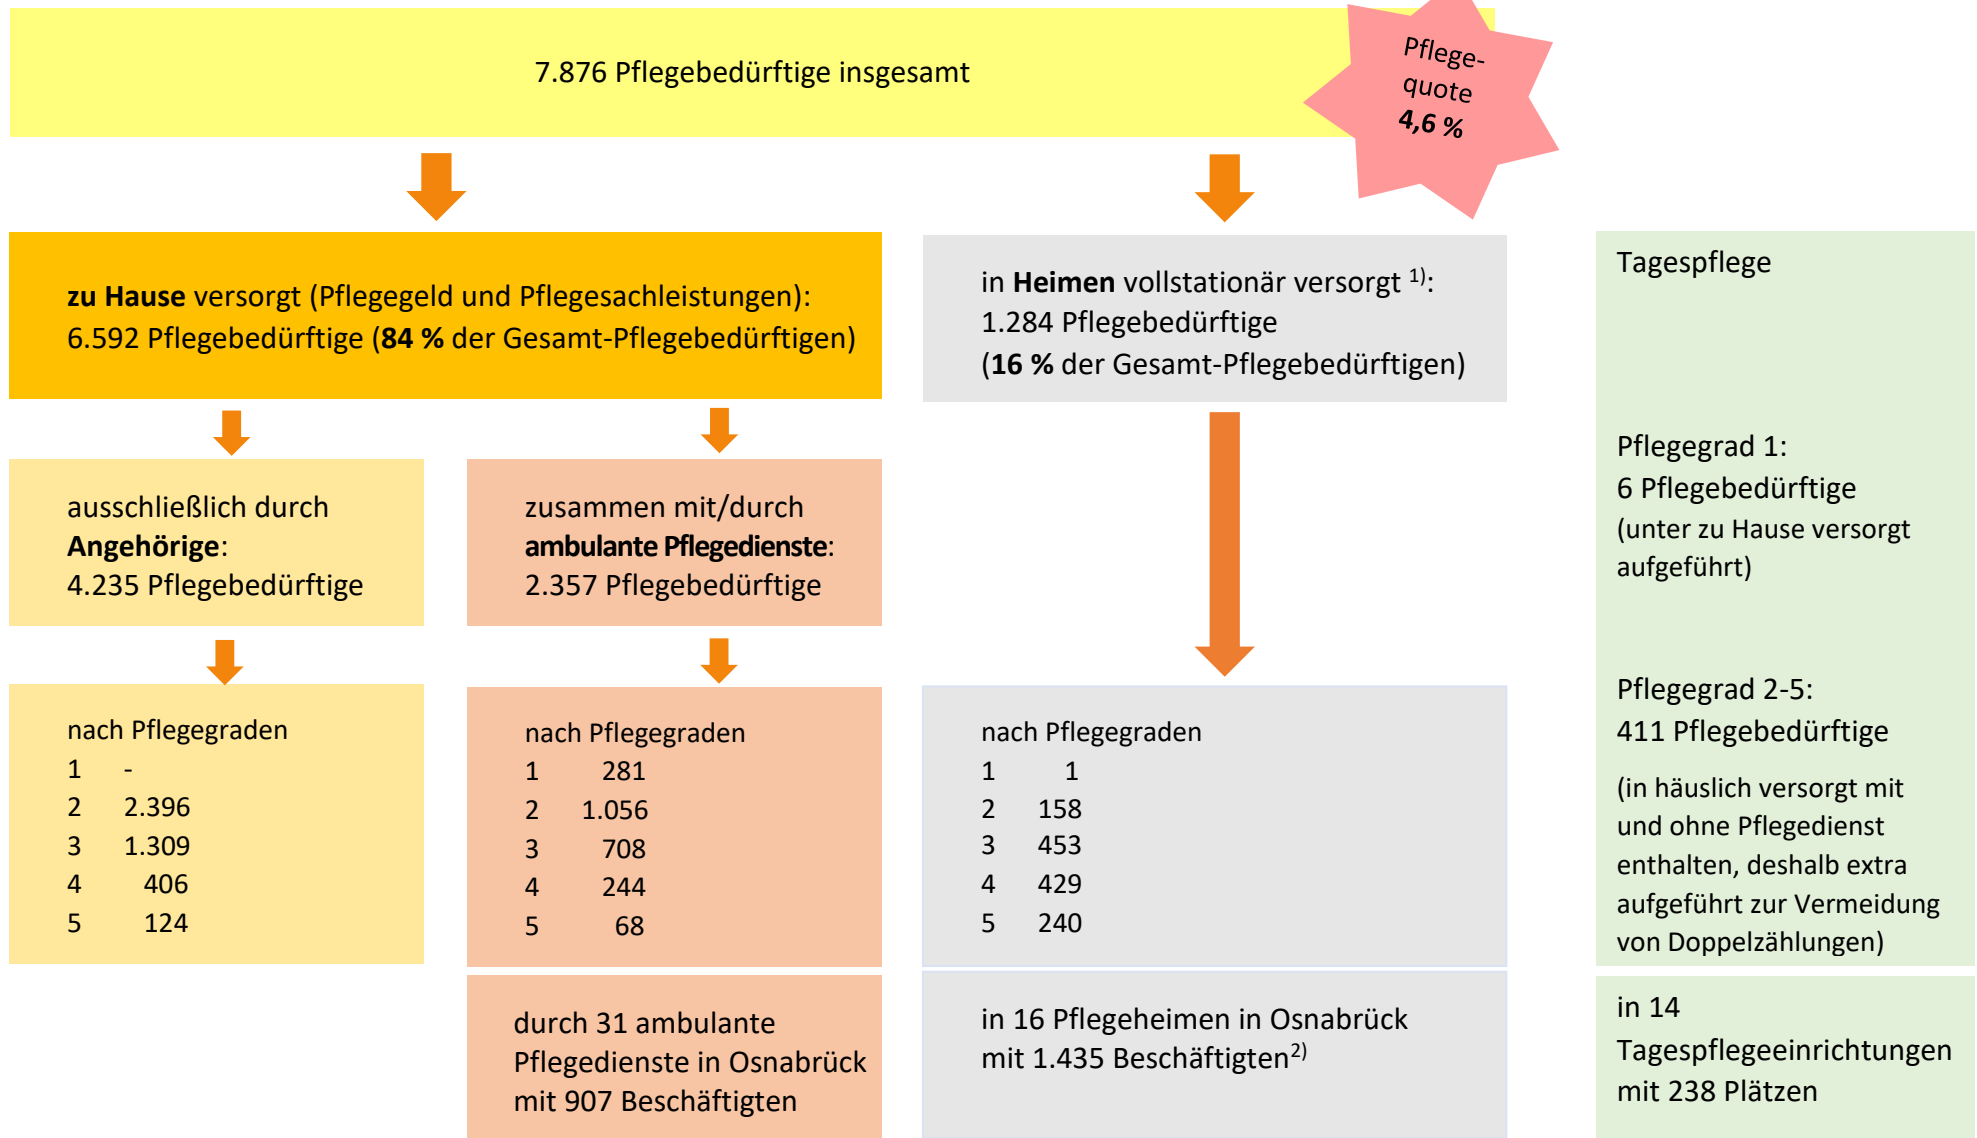 7.876 Pflegebedürftige insgesamt
Pflege-
quote
4,6 %
zu Hause versorgt (Pflegegeld und Pflegesachleistungen):
6.592 Pflegebedürftige (84 % der Gesamt-Pflegebedürftigen)
in Heimen vollstationär versorgt 1):
1.284 Pflegebedürftige
(16 % der Gesamt-Pflegebedürftigen)
ausschließlich durch
Angehörige:
4.235 Pflegebedürftige
zusammen mit/durch
ambulante Pflegedienste:
2.357 Pflegebedürftige
nach Pflegegraden
1 -
2 2.396
3 1.309
4 406
5 124
nach Pflegegraden
1 281
2 1.056
3 708
4 244
5 68
durch 31 ambulante
Pflegedienste in Osnabrück
mit 907 Beschäftigten
nach Pflegegraden
1 1
2 158
3 453
4 429
5 240
in 16 Pflegeheimen in Osnabrück
mit 1.435 Beschäftigten2)
Tagespflege
Pflegegrad 1:
6 Pflegebedürftige
(unter zu Hause versorgt
aufgeführt)
Pflegegrad 2-5:
411 Pflegebedürftige
(in häuslich versorgt mit
und ohne Pflegedienst
enthalten, deshalb extra
aufgeführt zur Vermeidung
von Doppelzählungen)
in 14
Tagespflegeeinrichtungen
mit 238 Plätzen